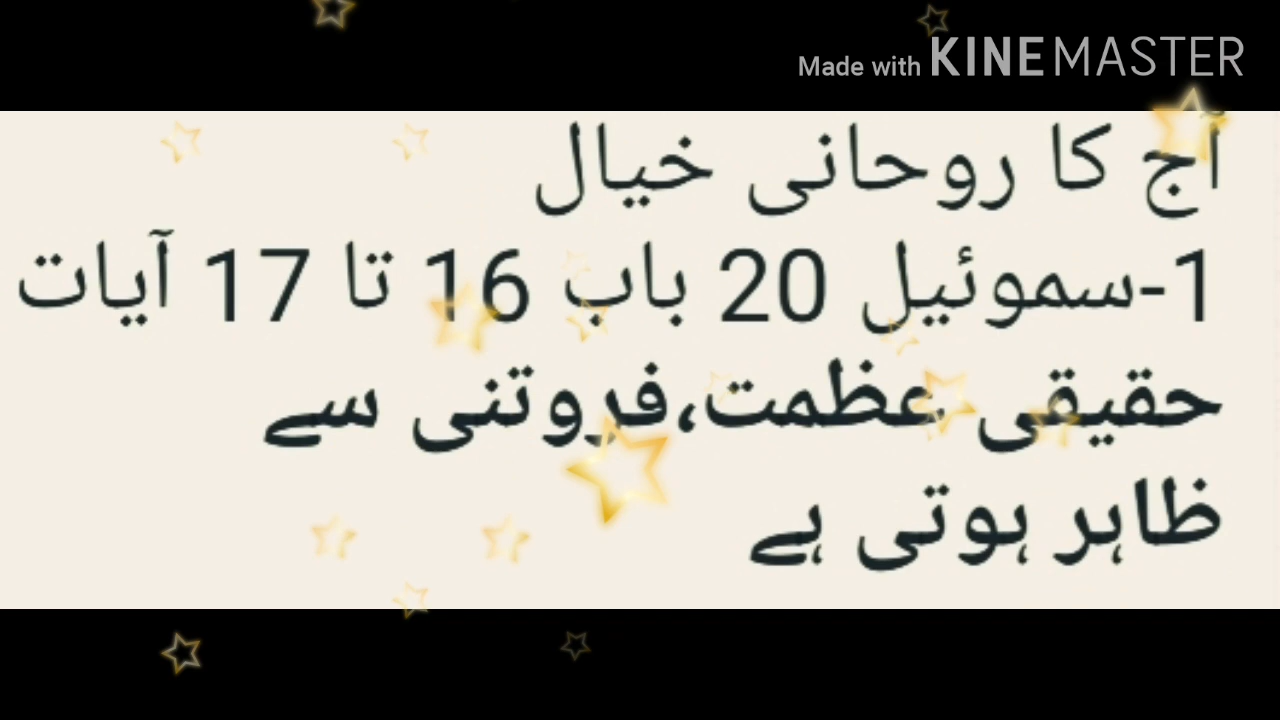 Made with KINEMASTER
آج کا روحانی خیال
1-سموئیل 20 باب 16 تا 17 آیات
حقیقی عظمت،فروتنی سے
ظاہر ہوتی ہے